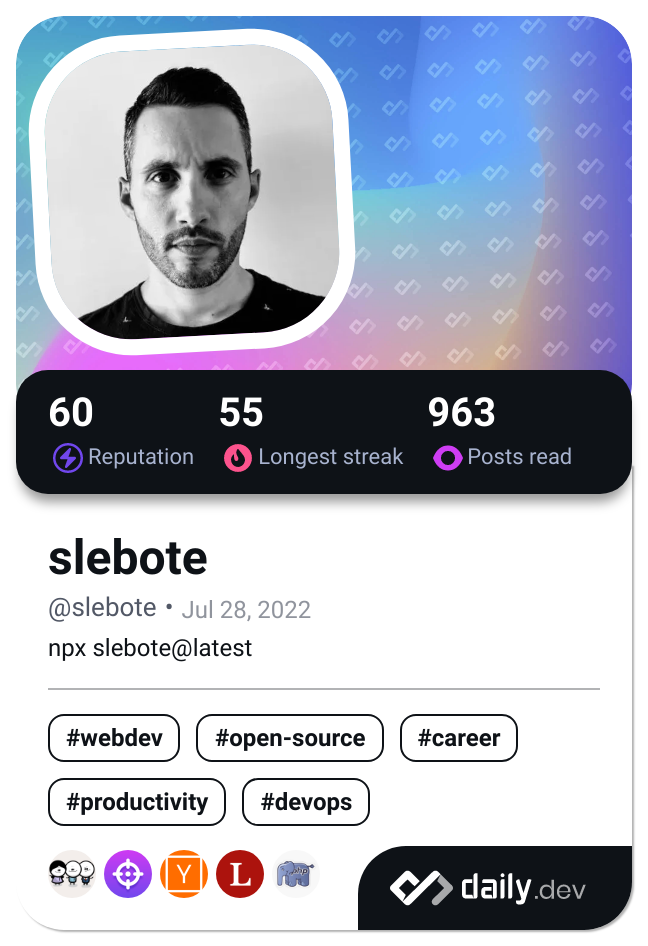 60 55 963
Reputation Longest streak Posts read
slebote
@slebote • Jul 28, 2022
npx slebote@latest
#webdev #open-source #career
#productivity #devops
Y L php
daily.dev